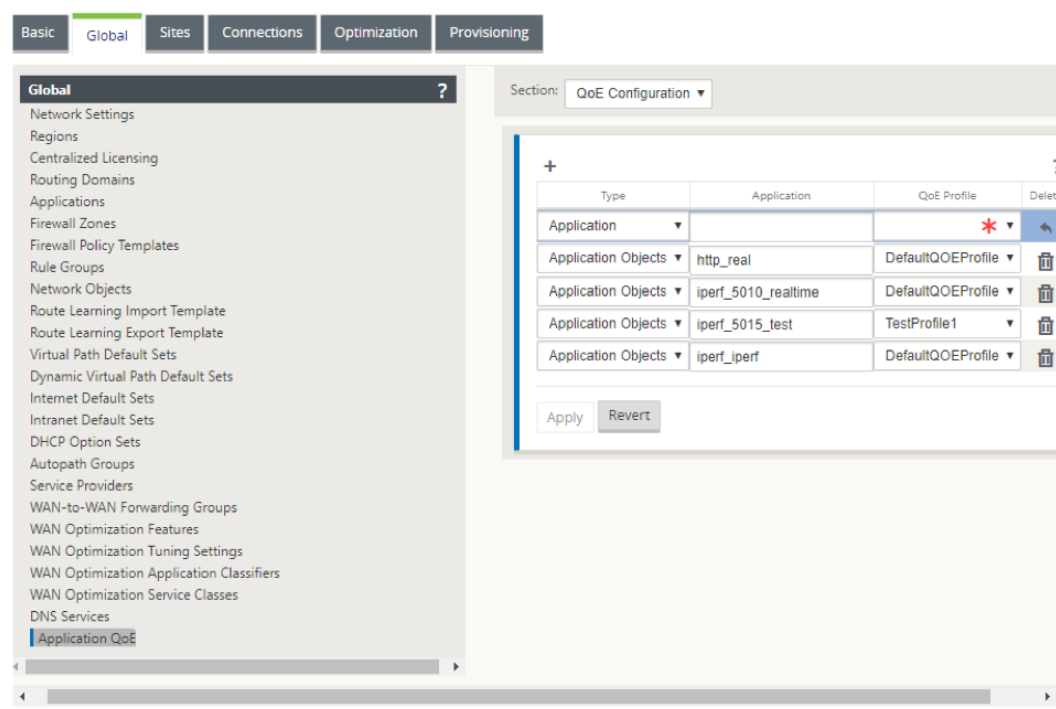 Basic Global Sites Connections Optimization Provisioning
Global ?
Network Settings
Regions
Centralized Licensing
Routing Domains
Applications
Firewall Zones
Firewall Policy Templates
Rule Groups
Network Objects
Route Learning Import Template
Route Learning Export Template
Virtual Path Default Sets
Dynamic Virtual Path Default Sets
Internet Default Sets
Intranet Default Sets
DHCP Option Sets
Autopath Groups
Service Providers
WAN-to-WAN Forwarding Groups
WAN Optimization Features
WAN Optimization Tuning Settings
WAN Optimization Application Classifiers
WAN Optimization Service Classes
DNS Services
Application QoE
Section: QoE Configuration
+
Type Application QoE Profile Delet
Application
Application Objects http_real DefaultQOEProfile
Application Objects iperf_5010_realtime DefaultQOEProfile
Application Objects iperf_5015_test TestProfile1
Application Objects iperf_iperf DefaultQOEProfile
Apply Revert